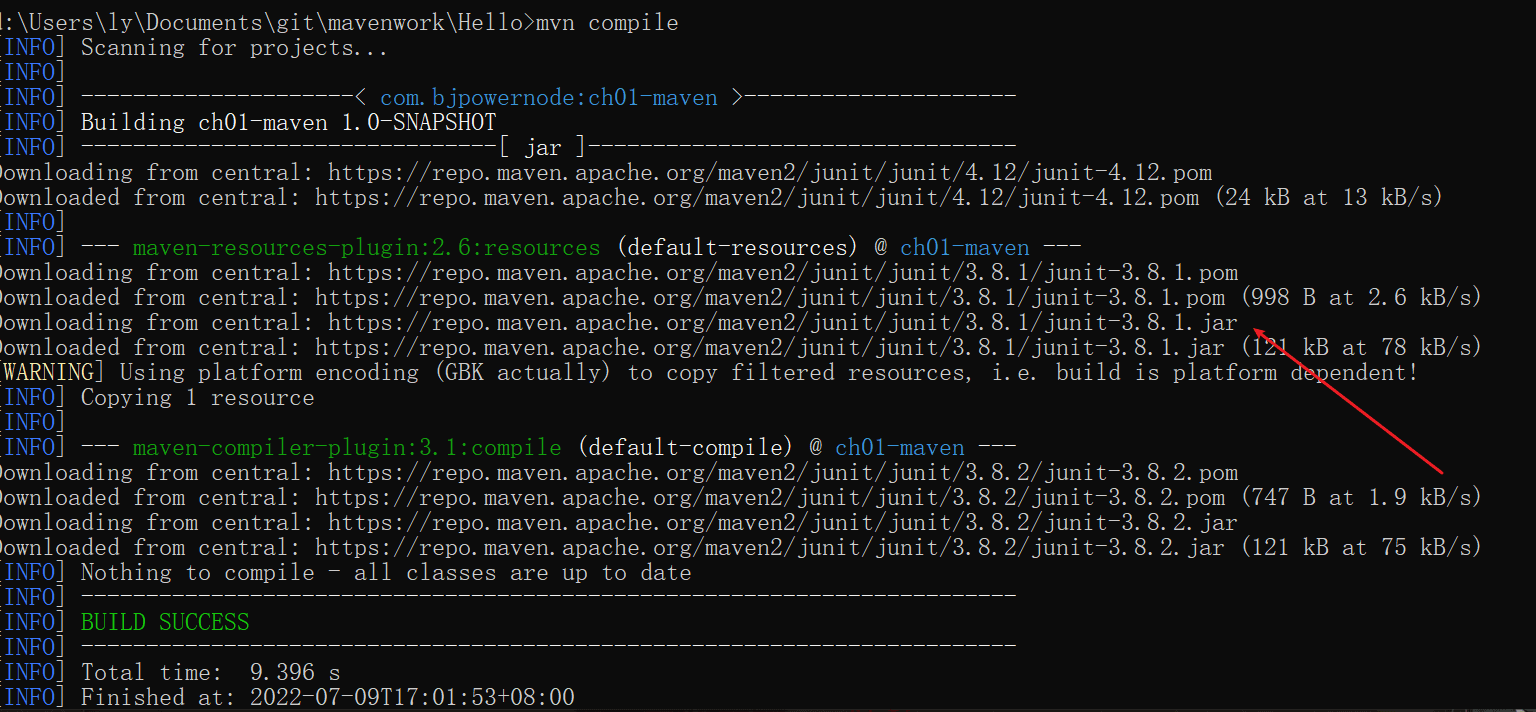 d:\Users\ly\Documents\git\mavenwork\Hello>mvn compile
[INFO] Scanning for projects...
[INFO]
[INFO] ---------------------< com.bjpowernode:ch01-maven >---------------------
[INFO] Building ch01-maven 1.0-SNAPSHOT
[INFO] --------------------------------[ jar ]---------------------------------
Downloading from central: https://repo.maven.apache.org/maven2/junit/junit/4.12/junit-4.12.pom
Downloaded from central: https://repo.maven.apache.org/maven2/junit/junit/4.12/junit-4.12.pom (24 kB at 13 kB/s)
[INFO]
[INFO] --- maven-resources-plugin:2.6:resources (default-resources) @ ch01-maven ---
Downloading from central: https://repo.maven.apache.org/maven2/junit/junit/3.8.1/junit-3.8.1.pom
Downloaded from central: https://repo.maven.apache.org/maven2/junit/junit/3.8.1/junit-3.8.1.pom (998 B at 2.6 kB/s)
Downloading from central: https://repo.maven.apache.org/maven2/junit/junit/3.8.1/junit-3.8.1.jar
Downloaded from central: https://repo.maven.apache.org/maven2/junit/junit/3.8.1/junit-3.8.1.jar (121 kB at 78 kB/s)
[WARNING] Using platform encoding (GBK actually) to copy filtered resources, i.e. build is platform dependent!
[INFO] Copying 1 resource
[INFO]
[INFO] --- maven-compiler-plugin:3.1:compile (default-compile) @ ch01-maven ---
Downloading from central: https://repo.maven.apache.org/maven2/junit/junit/3.8.2/junit-3.8.2.pom
Downloaded from central: https://repo.maven.apache.org/maven2/junit/junit/3.8.2/junit-3.8.2.pom (747 B at 1.9 kB/s)
Downloading from central: https://repo.maven.apache.org/maven2/junit/junit/3.8.2/junit-3.8.2.jar
Downloaded from central: https://repo.maven.apache.org/maven2/junit/junit/3.8.2/junit-3.8.2.jar (121 kB at 75 kB/s)
[INFO] Nothing to compile - all classes are up to date
[INFO] ------------------------------------------------------------------------
[INFO] BUILD SUCCESS
[INFO] ------------------------------------------------------------------------
[INFO] Total time:  9.396 s
[INFO] Finished at: 2022-07-09T17:01:53+08:00